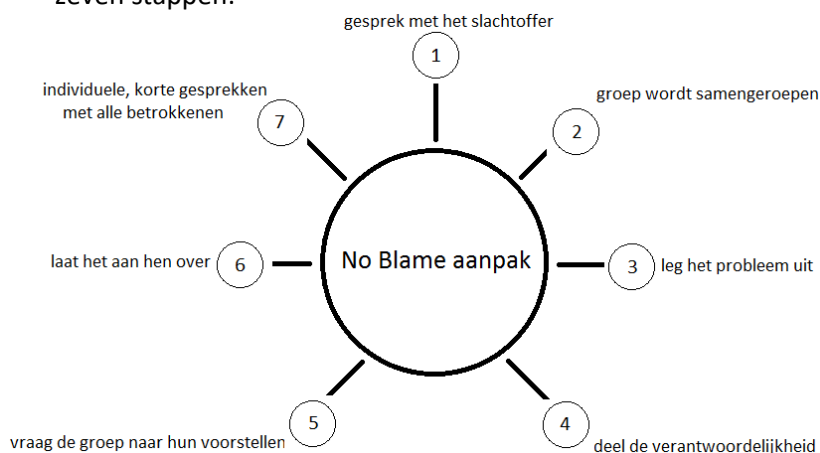 zeven stappen:
gesprek met het slachtoffer
1
groep wordt samengeroepen
2
3
leg het probleem uit
4
deel de verantwoordelijkheid
5
vraag de groep naar hun voorstellen
6
laat het aan hen over
7
individuele, korte gesprekken
met alle betrokkenen
No Blame aanpak